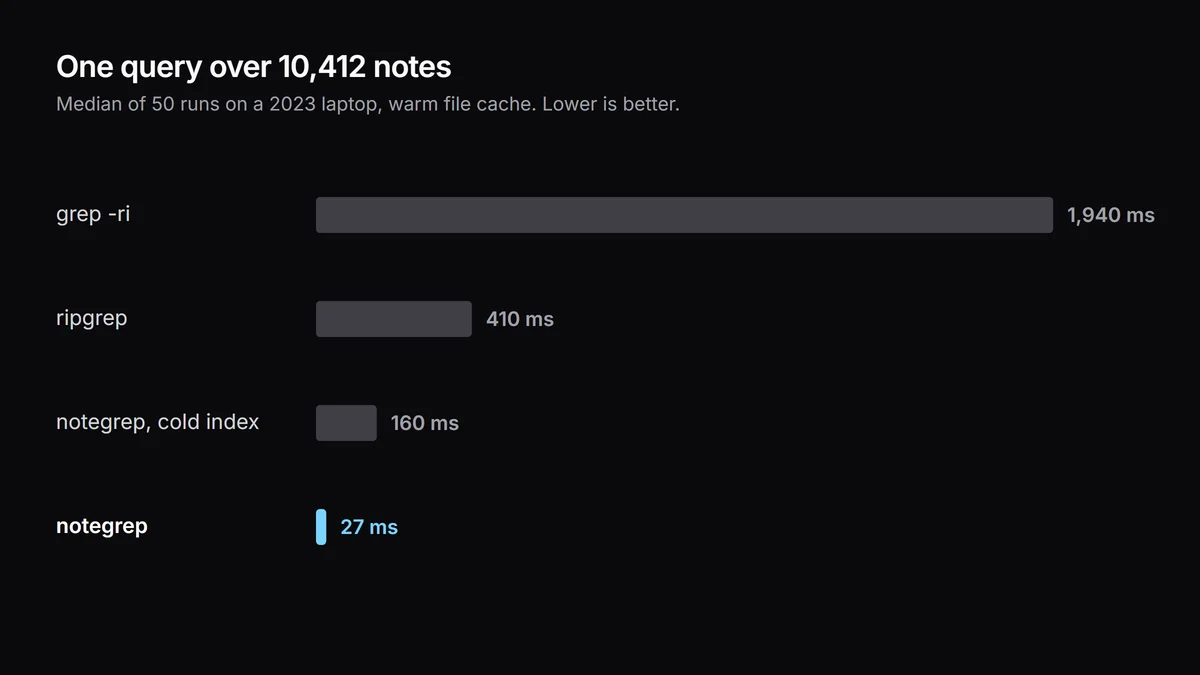 One query over 10,412 notes
Median of 50 runs on a 2023 laptop, warm file cache. Lower is better.
grep -ri
1,940 ms
ripgrep
410 ms
notegrep, cold index
160 ms
notegrep
27 ms